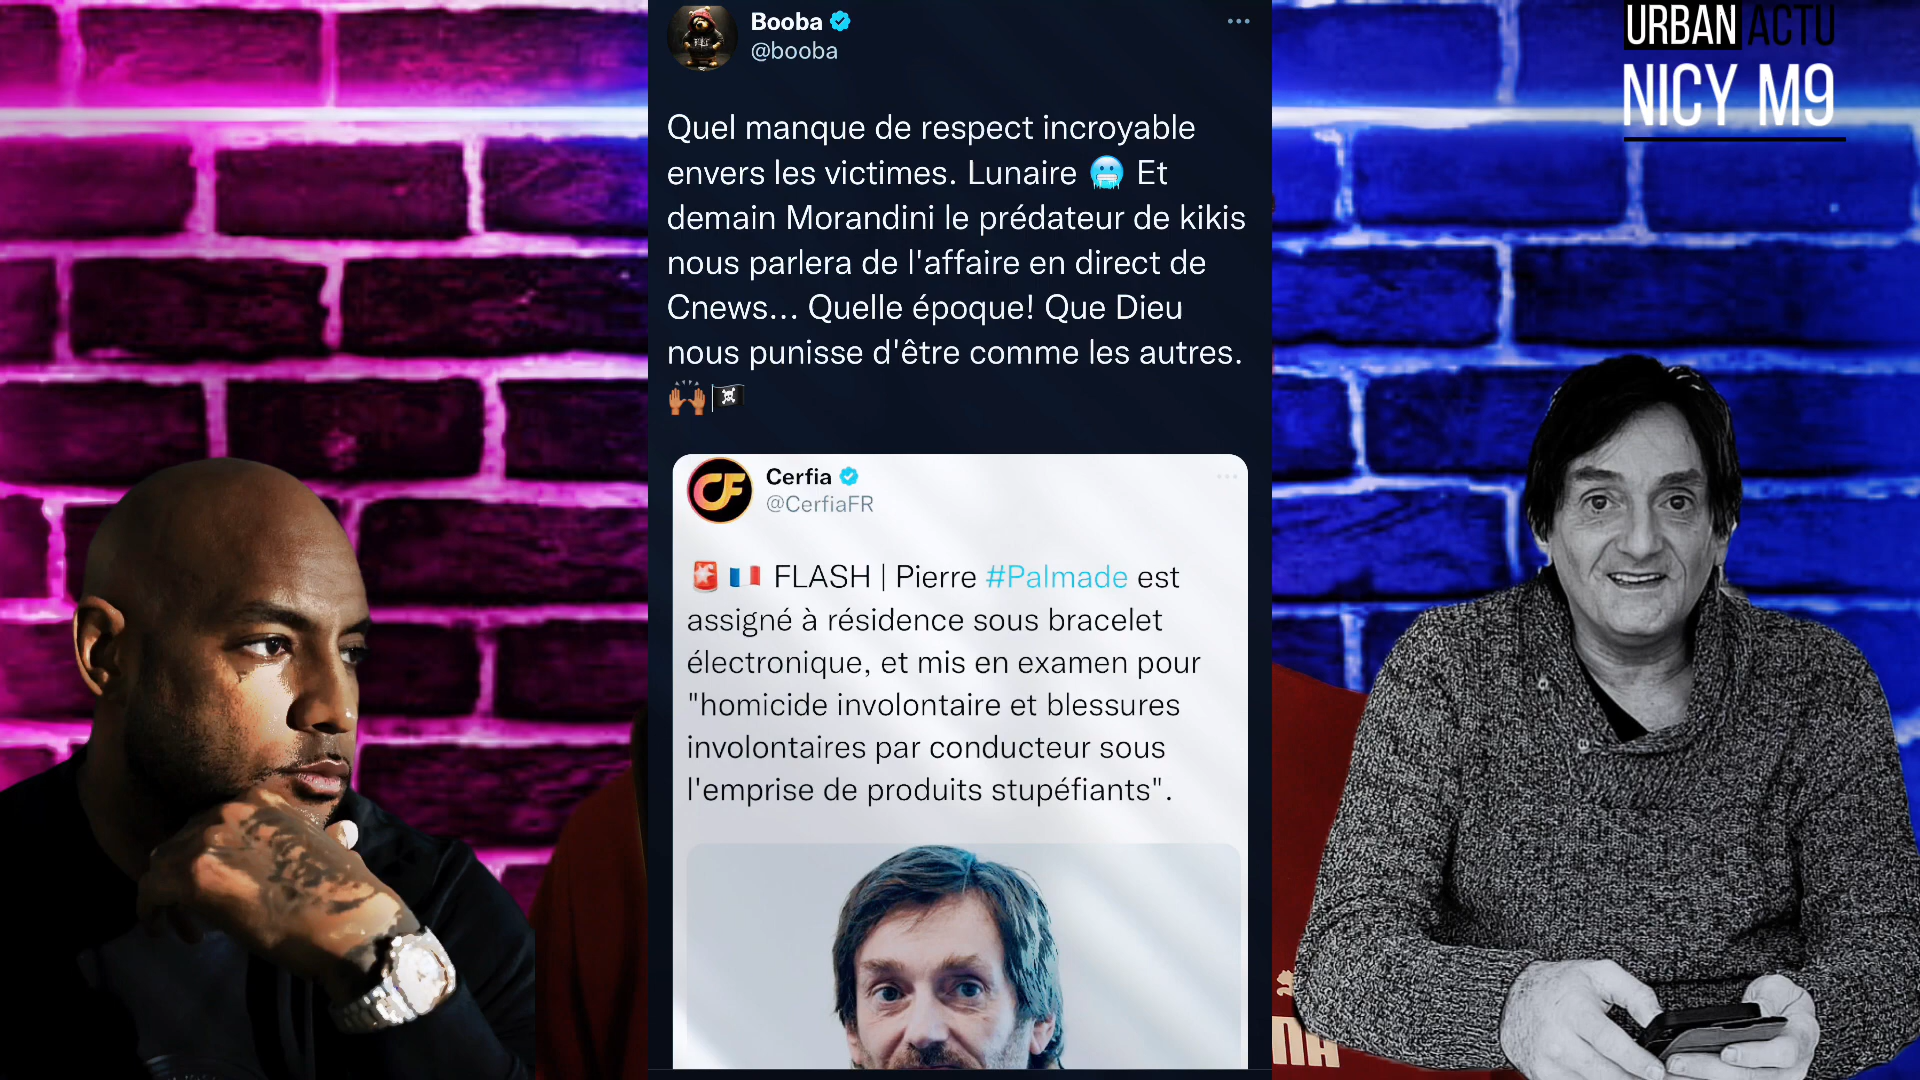 URBAN ACTU
NICY M9
Booba
@booba
Quel manque de respect incroyable
envers les victimes. Lunaire 🥶 Et
demain Morandini le prédateur de kikis
nous parlera de l'affaire en direct de
Cnews... Quelle époque! Que Dieu
nous punisse d'être comme les autres.
🙌🏾🏴‍☠️
CF
Cerfia
@CerfiaFR
🚨🇫🇷 FLASH | Pierre #Palmade est
assigné à résidence sous bracelet
électronique, et mis en examen pour
"homicide involontaire et blessures
involontaires par conducteur sous
l'emprise de produits stupéfiants".